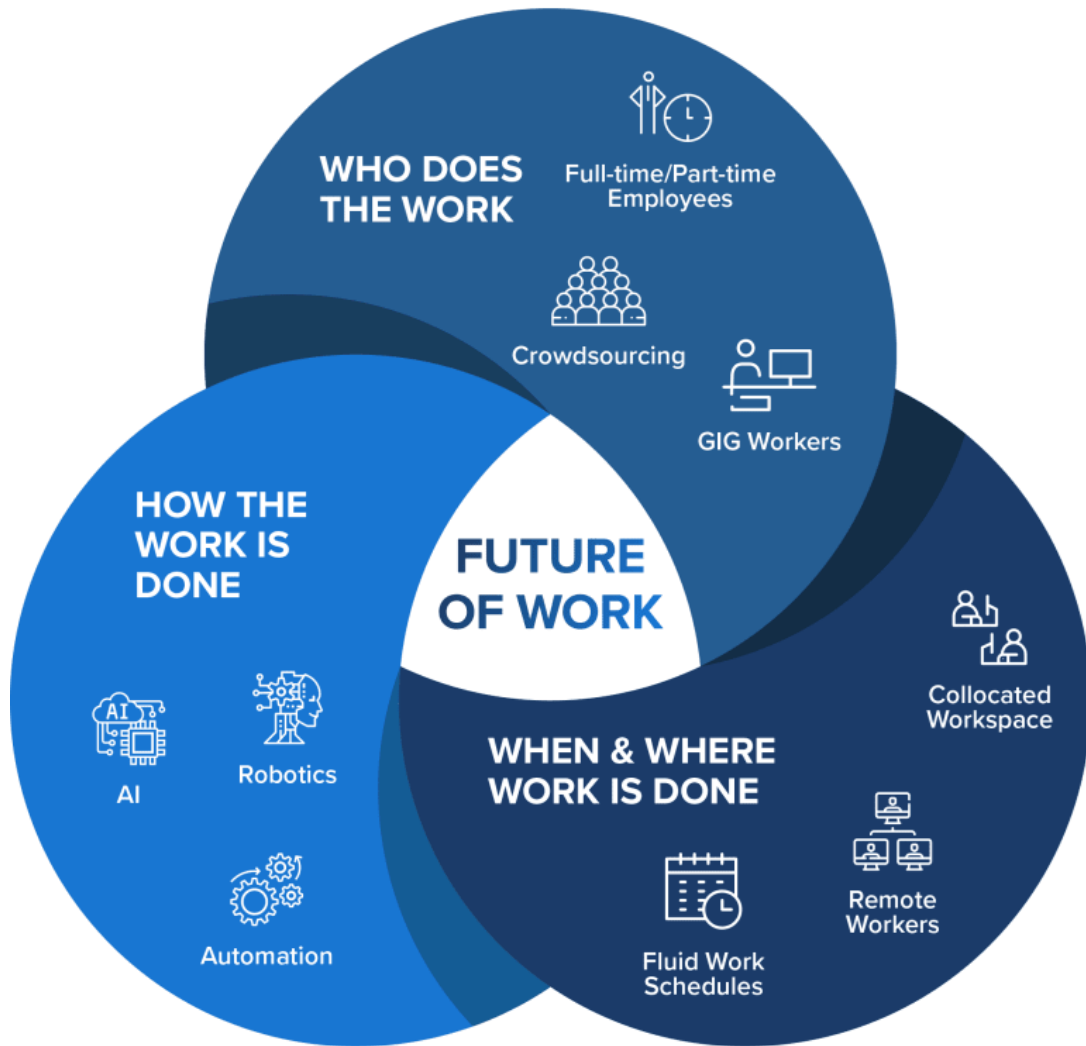 WHO DOES
THE WORK
Full-time/Part-time
Employees
Crowdsourcing
GIG Workers
HOW THE
WORK IS
DONE
AI
AI
Robotics
Automation
FUTURE
OF WORK
WHEN & WHERE
WORK IS DONE
Collocated
Workspace
Remote
Workers
Fluid Work
Schedules